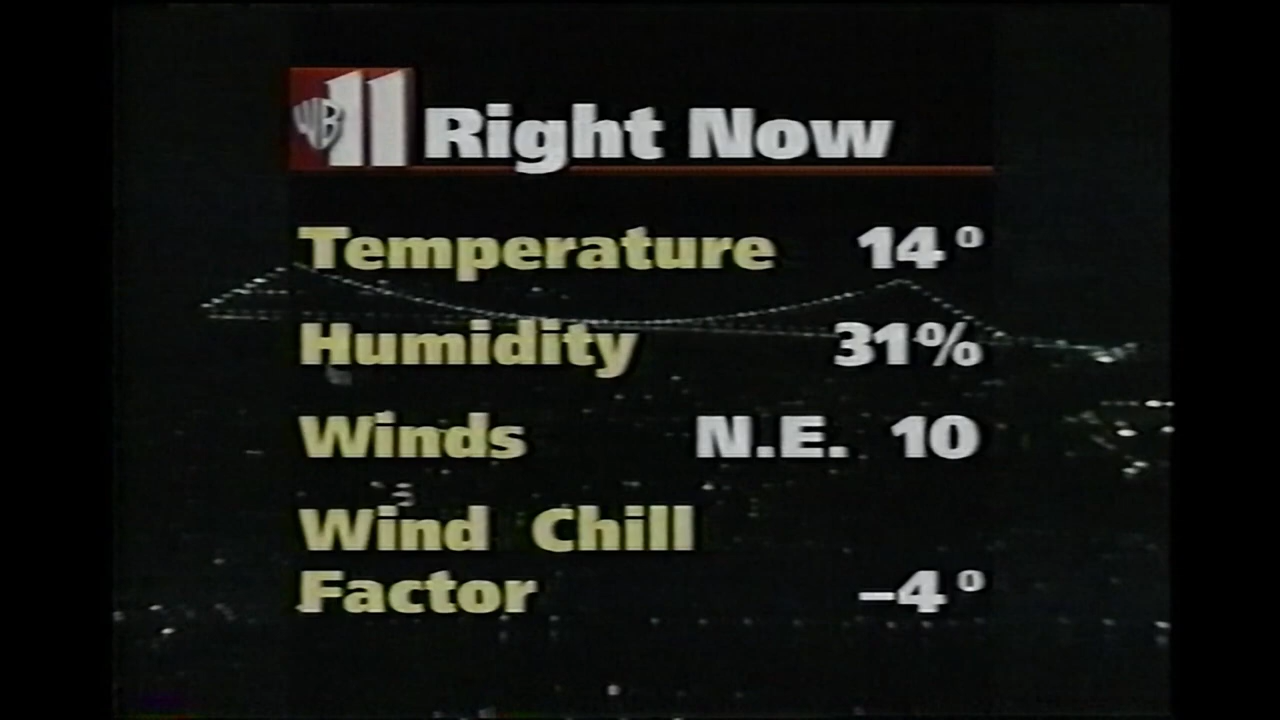 WB 11 Right Now
Temperature 14°
Humidity 31%
Winds N.E. 10
Wind Chill
Factor -4°